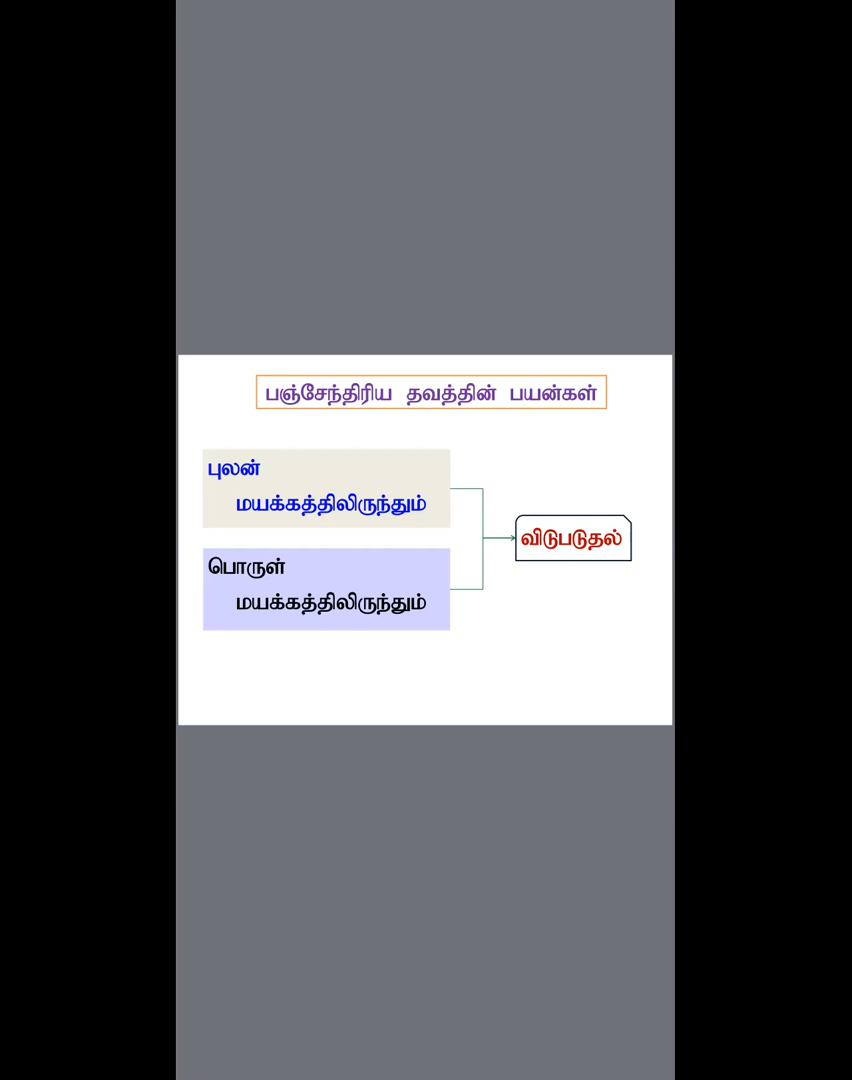 பஞ்சேந்திரிய தவத்தின் பயன்கள்
புலன்
மயக்கத்திலிருந்தும்
விடுபடுதல்
பொருள்
மயக்கத்திலிருந்தும்